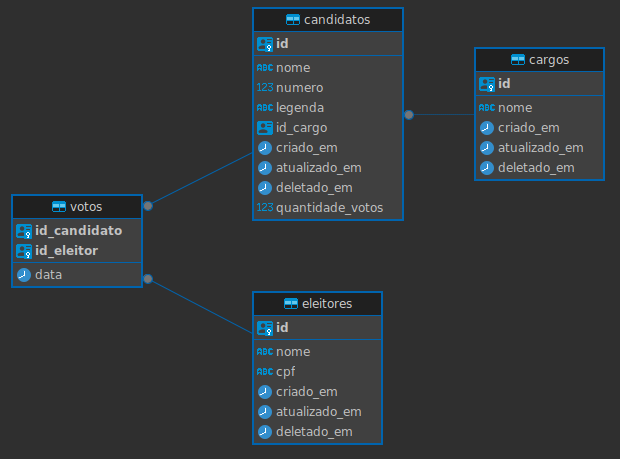 candidatos
id
ABC nome
123 numero
ABC legenda
id_cargo
criado_em
atualizado_em
deletado_em
123 quantidade_votos
cargos
id
ABC nome
criado_em
atualizado_em
deletado_em
votos
id_candidato
id_eleitor
data
eleitores
id
ABC nome
ABC cpf
criado_em
atualizado_em
deletado_em